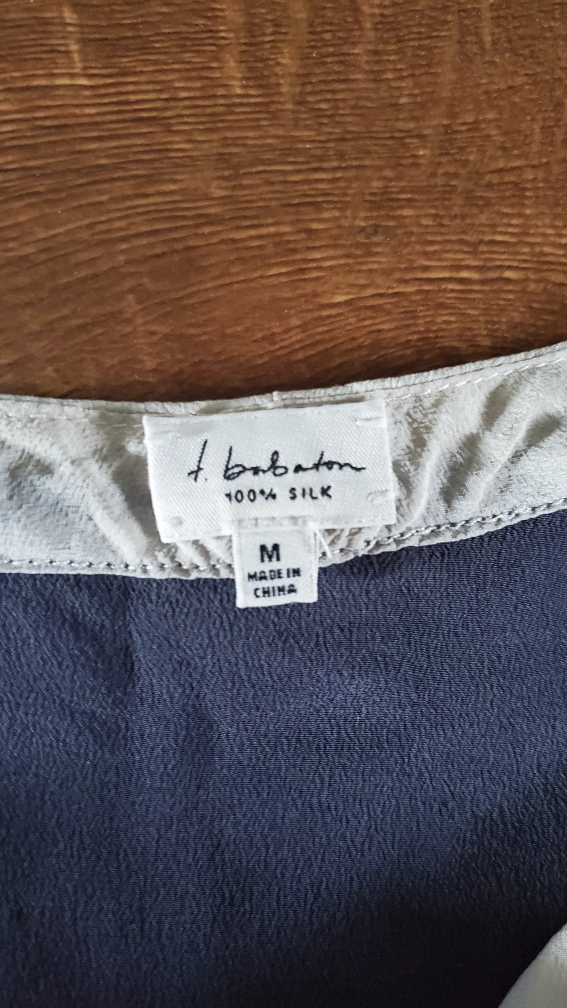 t. babaton
100% SILK
M
MADE IN
CHINA